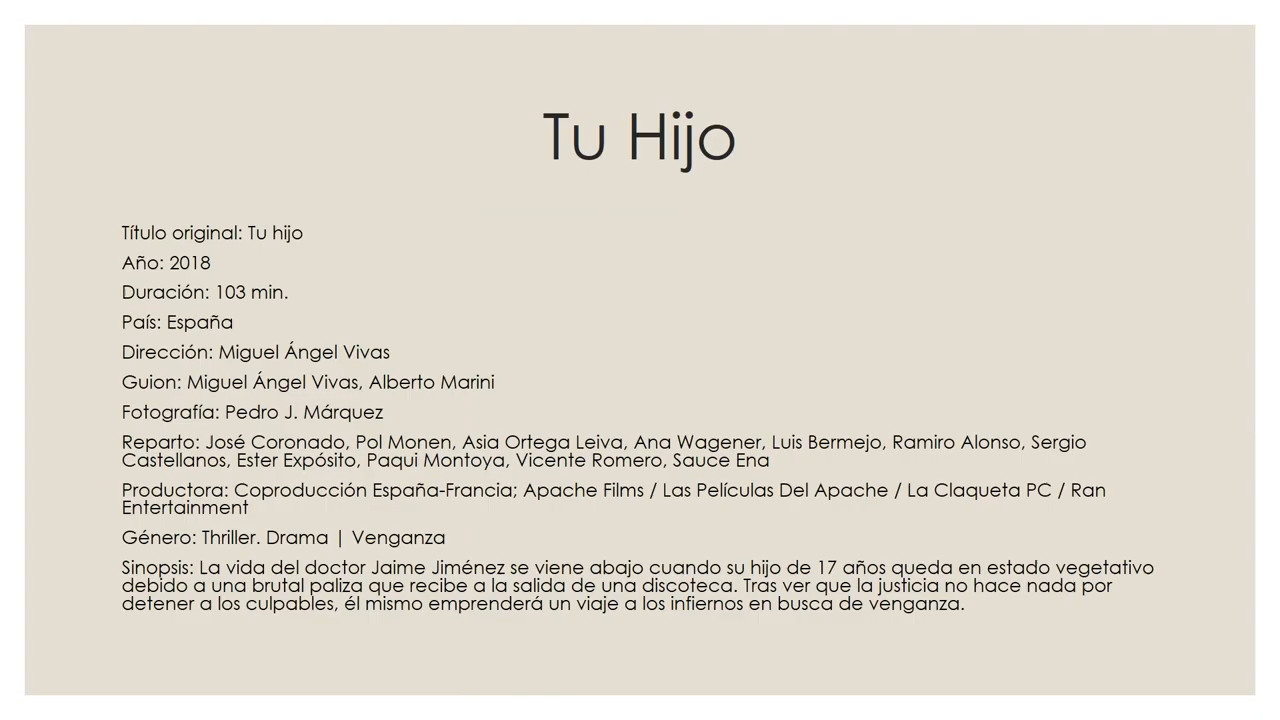 Tu Hijo
Título original: Tu hijo
Año: 2018
Duración: 103 min.
País: España
Dirección: Miguel Ángel Vivas
Guion: Miguel Ángel Vivas, Alberto Marini
Fotografía: Pedro J. Márquez
Reparto: José Coronado, Pol Monen, Asia Ortega Leiva, Ana Wagener, Luis Bermejo, Ramiro Alonso, Sergio
Castellanos, Ester Expósito, Paqui Montoya, Vicente Romero, Sauce Ena
Productora: Coproducción España-Francia; Apache Films / Las Películas Del Apache / La Claqueta PC / Ran
Entertainment
Género: Thriller. Drama | Venganza
Sinopsis: La vida del doctor Jaime Jiménez se viene abajo cuando su hijo de 17 años queda en estado vegetativo
debido a una brutal paliza que recibe a la salida de una discoteca. Tras ver que la justicia no hace nada por
detener a los culpables, él mismo emprenderá un viaje a los infiernos en busca de venganza.